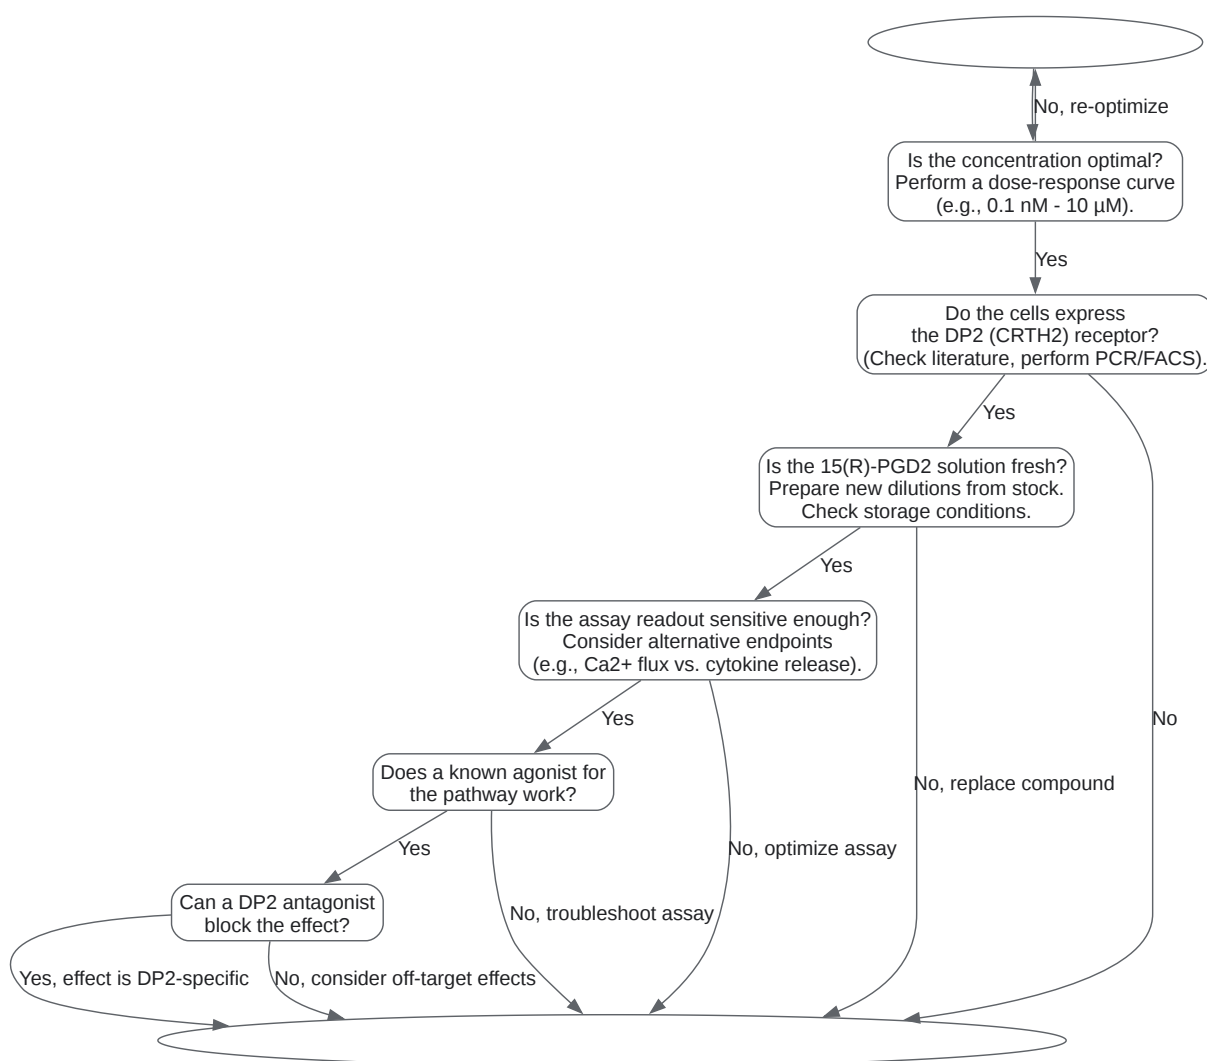 No, re-optimize
Is the concentration optimal?
Perform a dose-response curve
(e.g., 0.1 nM - 10 µM).
Yes
Do the cells express
the DP2 (CRTH2) receptor?
(Check literature, perform PCR/FACS).
Yes
Is the 15(R)-PGD2 solution fresh?
Prepare new dilutions from stock.
Check storage conditions.
Yes
Is the assay readout sensitive enough?
Consider alternative endpoints
(e.g., Ca2+ flux vs. cytokine release).
Yes
No
Does a known agonist for
the pathway work?
No, replace compound
Yes
No, optimize assay
Can a DP2 antagonist
block the effect?
No, troubleshoot assay
Yes, effect is DP2-specific
No, consider off-target effects